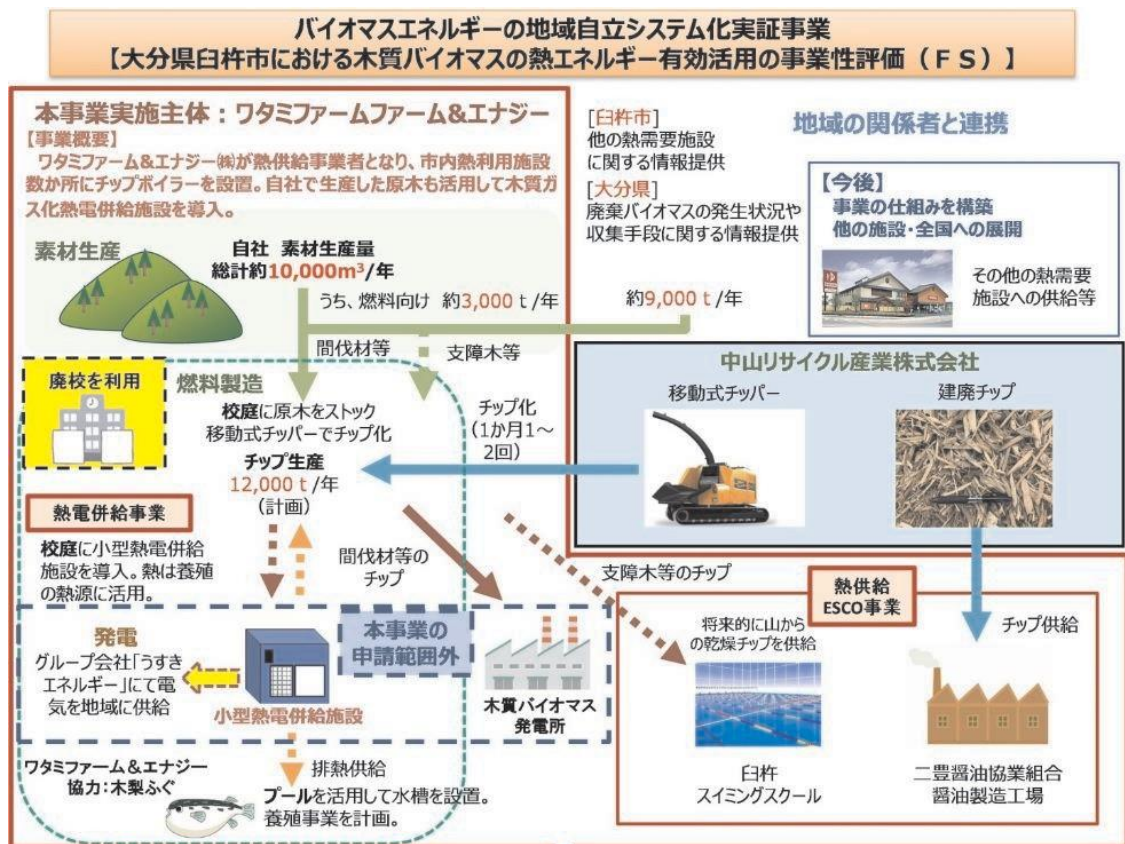 バイオマスエネルギーの地域自立システム化実証事業
【大分県臼杵市における木質バイオマスの熱エネルギー有効活用の事業性評価（ＦＳ）】
本事業実施主体：ワタミファームファーム&エナジー
【事業概要】
ワタミファーム&エナジー㈱が熱供給事業者となり、市内熱利用施設
数か所にチップボイラーを設置。自社で生産した原木も活用して木質ガ
ス化熱電併給施設を導入。
[臼杵市]
他の熱需要施設
に関する情報提供
[大分県]
廃棄バイオマスの発生状況や
収集手段に関する情報提供
地域の関係者と連携
【今後】
事業の仕組みを構築
他の施設・全国への展開
その他の熱需要
施設への供給等
素材生産
自社 素材生産量
総計約10,000m³/年
うち、燃料向け 約3,000ｔ/年
約9,000ｔ/年
間伐材等
支障木等
廃校を利用
燃料製造
校庭に原木をストック
移動式チッパーでチップ化
チップ生産
12,000ｔ/年
(計画)
チップ化
(1か月1～
2回)
中山リサイクル産業株式会社
移動式チッパー
建廃チップ
熱電併給事業
校庭に小型熱電併給
施設を導入。熱は養殖
の熱源に活用。
間伐材等の
チップ
支障木等のチップ
熱供給
ESCO事業
発電
グループ会社「うすき
エネルギー」にて電
気を地域に供給
小型熱電併給施設
本事業の
申請範囲外
木質バイオマス
発電所
将来的に山から
の乾燥チップを供給
チップ供給
臼杵
スイミングスクール
二豊醤油協業組合
醤油製造工場
ワタミファーム&エナジー
協力：木梨ふぐ
排熱供給
プールを活用して水槽を設置。
養殖事業を計画。